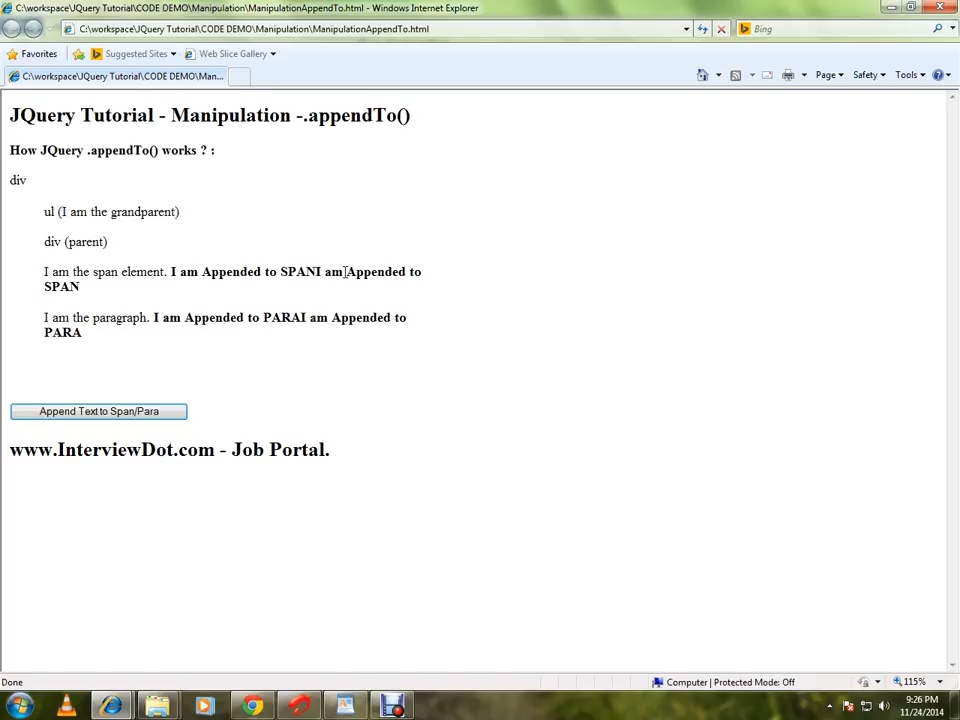 C:\workspace\JQuery Tutorial\CODE DEMO\Manipulation\ManipulationAppendTo.html - Windows Internet Explorer
C:\workspace\JQuery Tutorial\CODE DEMO\Manipulation\ManipulationAppendTo.html
Bing
Favorites
Suggested Sites
Web Slice Gallery
C:\workspace\JQuery Tutorial\CODE DEMO\Man...
Page
Safety
Tools
JQuery Tutorial - Manipulation -.appendTo()
How JQuery .appendTo() works ? :
div
ul (I am the grandparent)
div (parent)
I am the span element. I am Appended to SPANI am Appended to
SPAN
I am the paragraph. I am Appended to PARAI am Appended to
PARA
Append Text to Span/Para
www.InterviewDot.com - Job Portal.
Done
Computer | Protected Mode: Off
115%
9:26 PM
11/24/2014